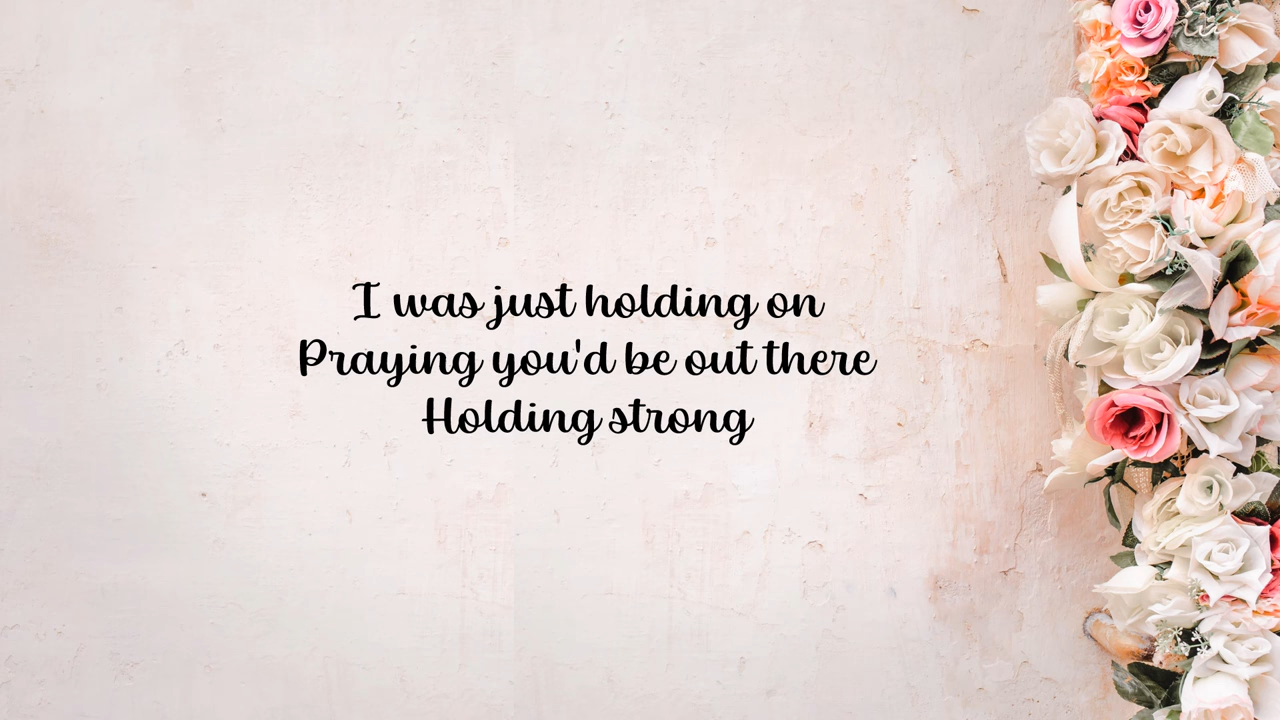 I was just holding on
Praying you'd be out there
Holding strong